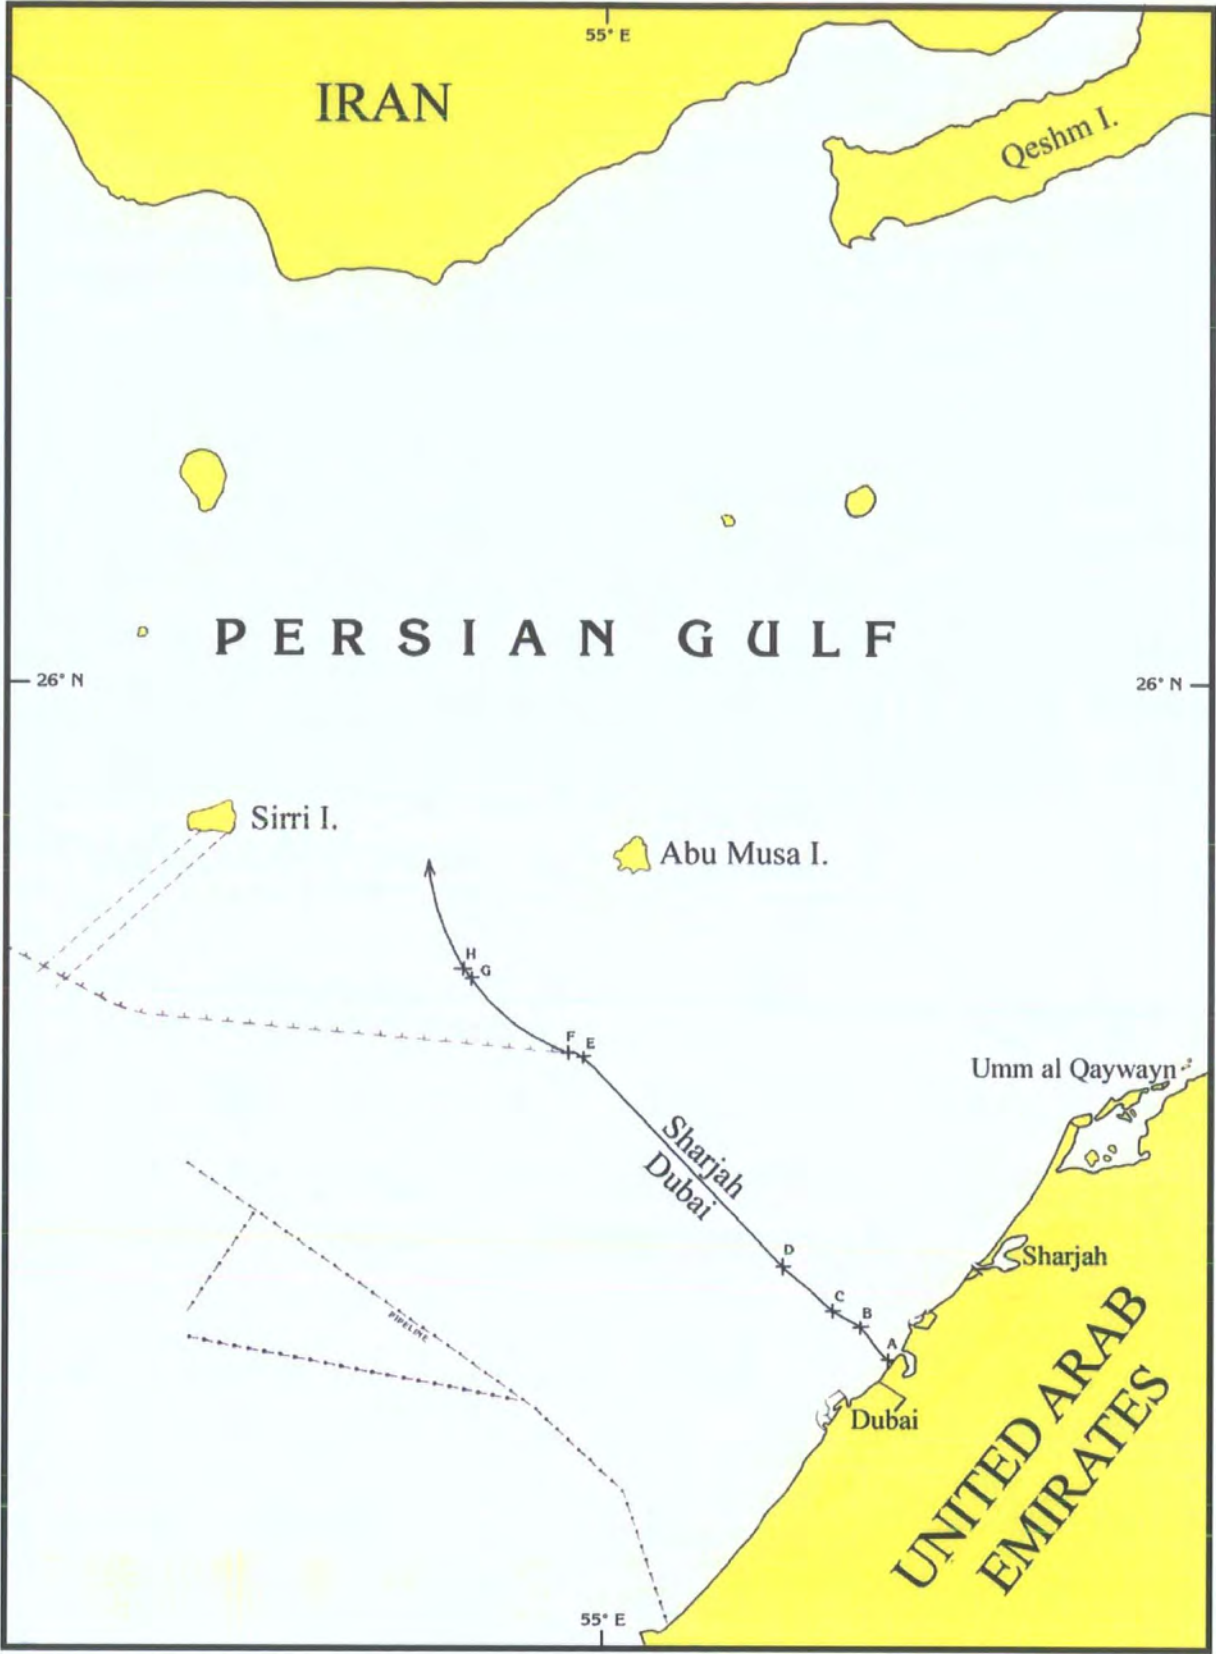 55° E
IRAN
Qeshm I.
PERSIAN GULF
26° N
26° N
Sirri I.
Abu Musa I.
H
G
F
E
Umm al Qaywayn
Sharjah
Dubai
D
Sharjah
C
B
PIPELINE
A
Dubai
UNITED ARAB
EMIRATES
55° E